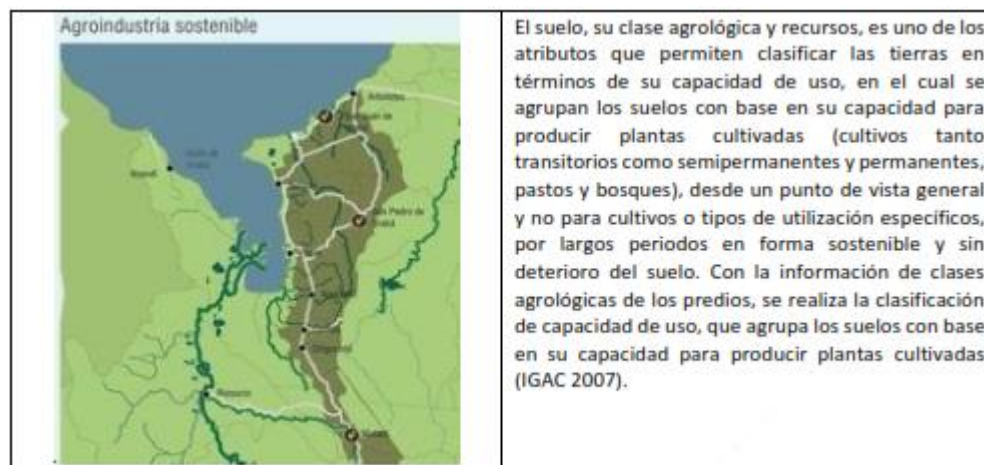 Agroindustria sostenible
Arboletes
San Pedro de
Urabá
El suelo, su clase agrológica y recursos, es uno de los
atributos que permiten clasificar las tierras en
términos de su capacidad de uso, en el cual se
agrupan los suelos con base en su capacidad para
producir plantas cultivadas (cultivos tanto
transitorios como semipermanentes y permanentes,
pastos y bosques), desde un punto de vista general
y no para cultivos o tipos de utilización específicos,
por largos periodos en forma sostenible y sin
deterioro del suelo. Con la información de clases
agrológicas de los predios, se realiza la clasificación
de capacidad de uso, que agrupa los suelos con base
en su capacidad para producir plantas cultivadas
(IGAC 2007).